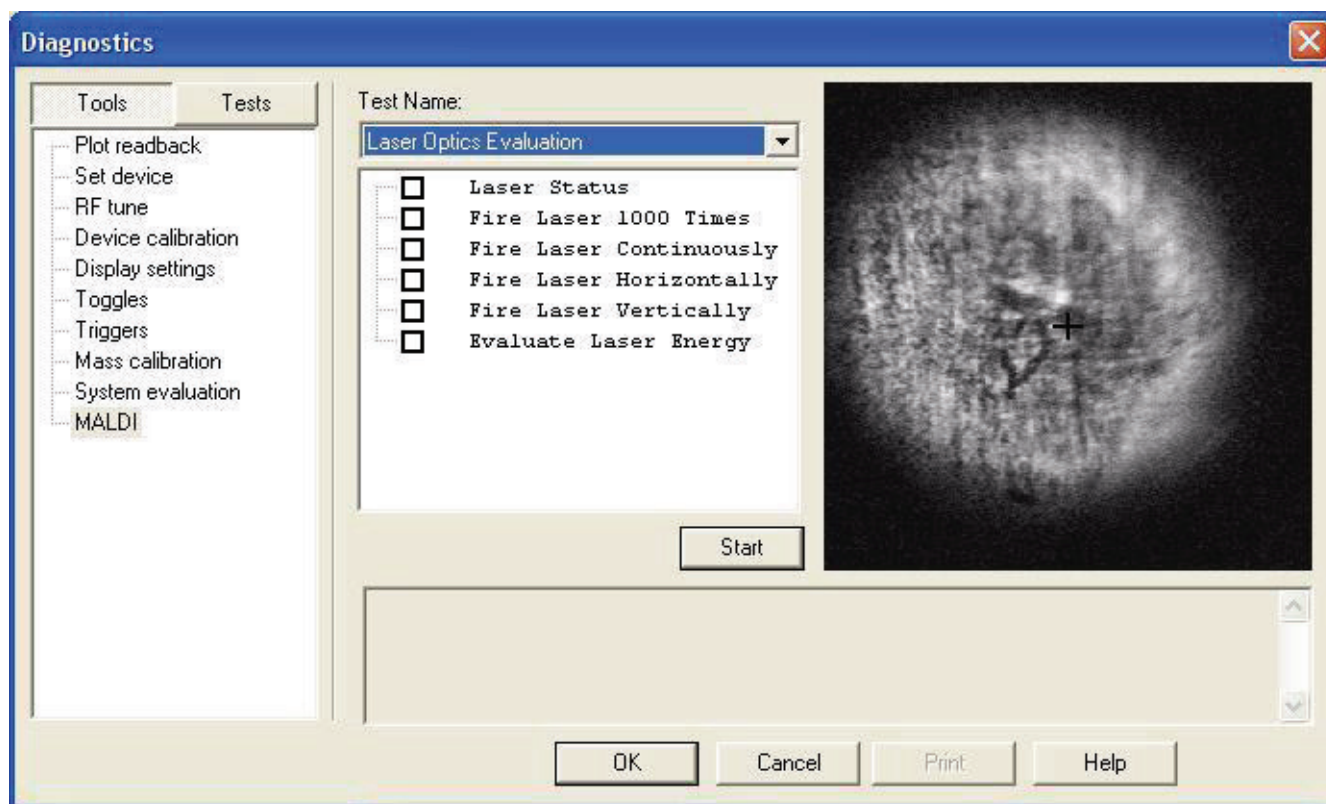 Diagnostics
Tools Tests
Plot readback
Set device
RF tune
Device calibration
Display settings
Toggles
Triggers
Mass calibration
System evaluation
MALDI
Test Name:
Laser Optics Evaluation
Laser Status
Fire Laser 1000 Times
Fire Laser Continuously
Fire Laser Horizontally
Fire Laser Vertically
Evaluate Laser Energy
Start
OK Cancel Print Help